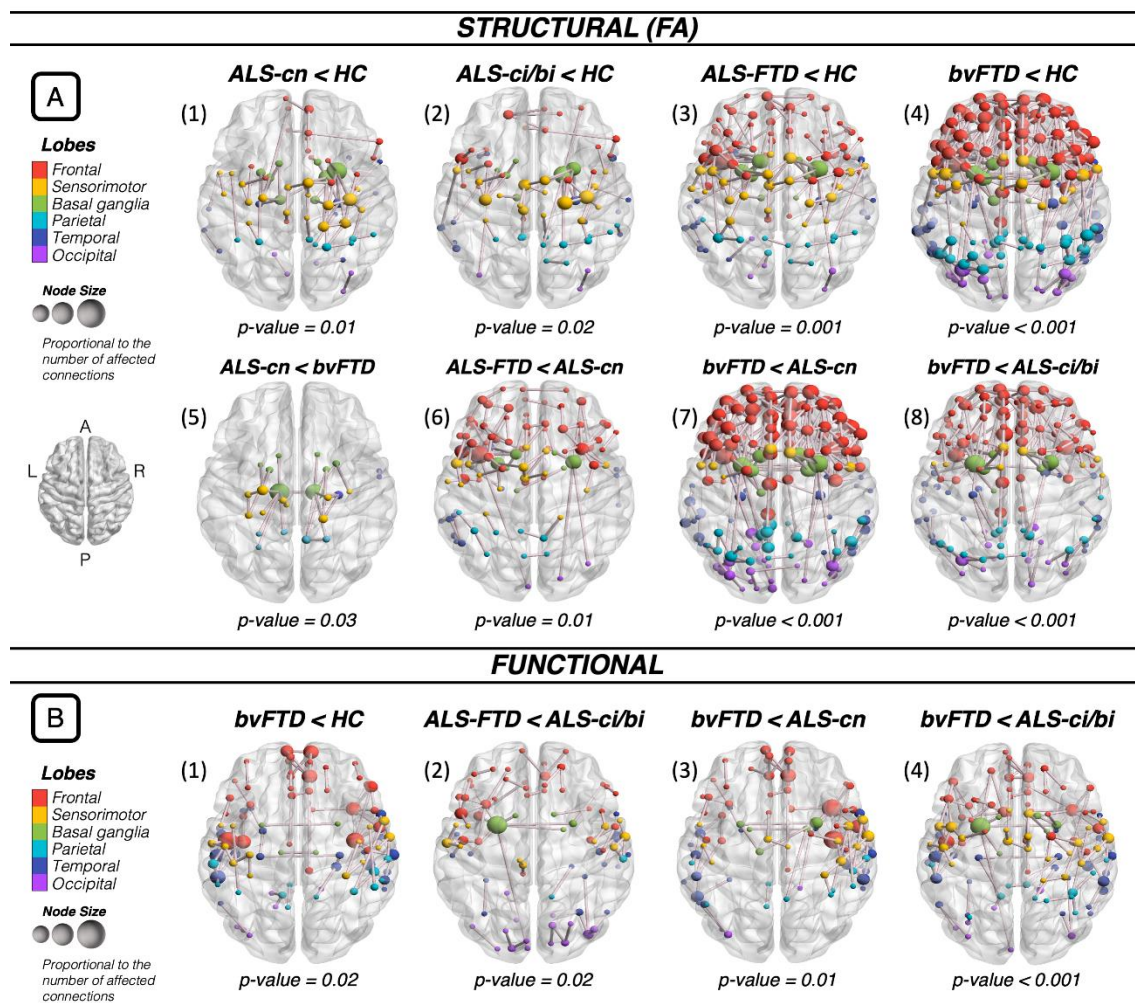 STRUCTURAL (FA)
A
Lobes
Frontal
Sensorimotor
Basal ganglia
Parietal
Temporal
Occipital
Node Size
Proportional to the
number of affected
connections
A
L R
P
ALS-cn < HC
(1)
p-value = 0.01
ALS-ci/bi < HC
(2)
p-value = 0.02
ALS-FTD < HC
(3)
p-value = 0.001
bvFTD < HC
(4)
p-value < 0.001
ALS-cn < bvFTD
(5)
p-value = 0.03
ALS-FTD < ALS-cn
(6)
p-value = 0.01
bvFTD < ALS-cn
(7)
p-value < 0.001
bvFTD < ALS-ci/bi
(8)
p-value < 0.001
FUNCTIONAL
B
Lobes
Frontal
Sensorimotor
Basal ganglia
Parietal
Temporal
Occipital
Node Size
Proportional to the
number of affected
connections
bvFTD < HC
(1)
p-value = 0.02
ALS-FTD < ALS-ci/bi
(2)
p-value = 0.02
bvFTD < ALS-cn
(3)
p-value = 0.01
bvFTD < ALS-ci/bi
(4)
p-value < 0.001